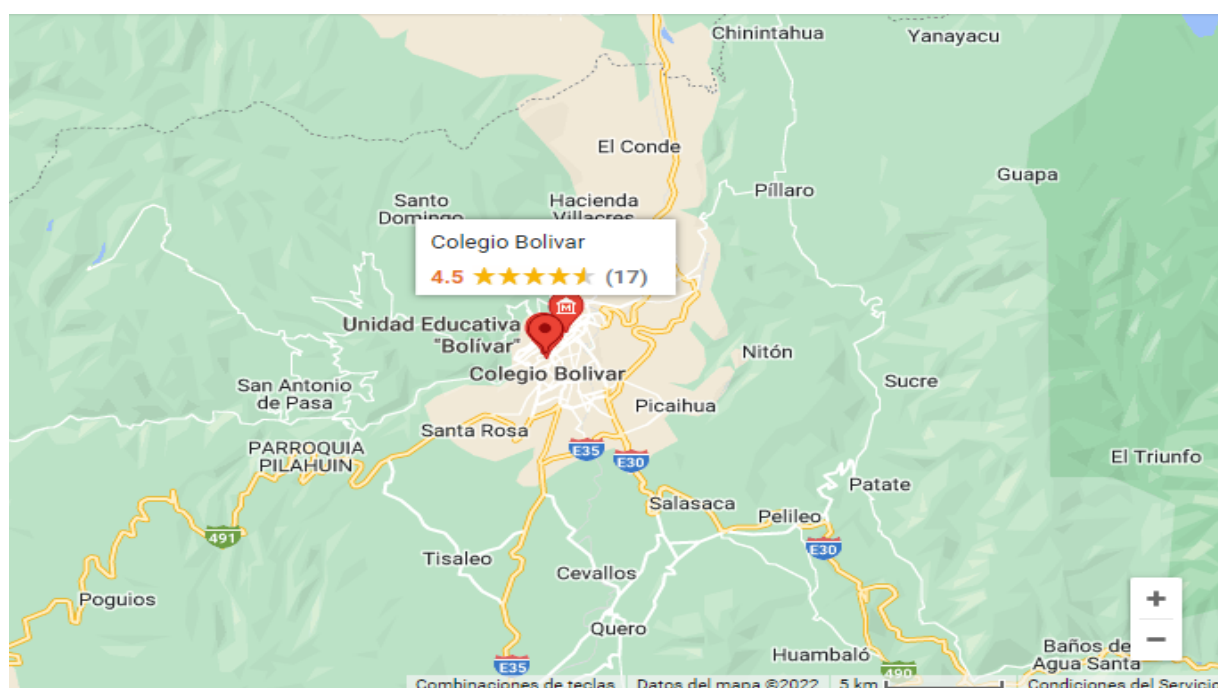 Chinintahua
Yanayacu
El Conde
Guapa
Píllaro
Santo
Domingo
Hacienda
Villacres
Colegio Bolivar
4.5 (17)
M
Unidad Educativa
"Bolívar"
Colegio Bolivar
Nitón
San Antonio
de Pasa
Sucre
Picaihua
Santa Rosa
PARROQUIA
PILAHUIN
E35
E30
El Triunfo
Patate
Salasaca
Pelileo
491
E30
Tisaleo
Cevallos
Poguios
+
−
Quero
Huambaló
Baños de
Agua Santa
E35
490
Combinaciones de teclas
Datos del mapa ©2022
5 km
Condiciones del Servicio